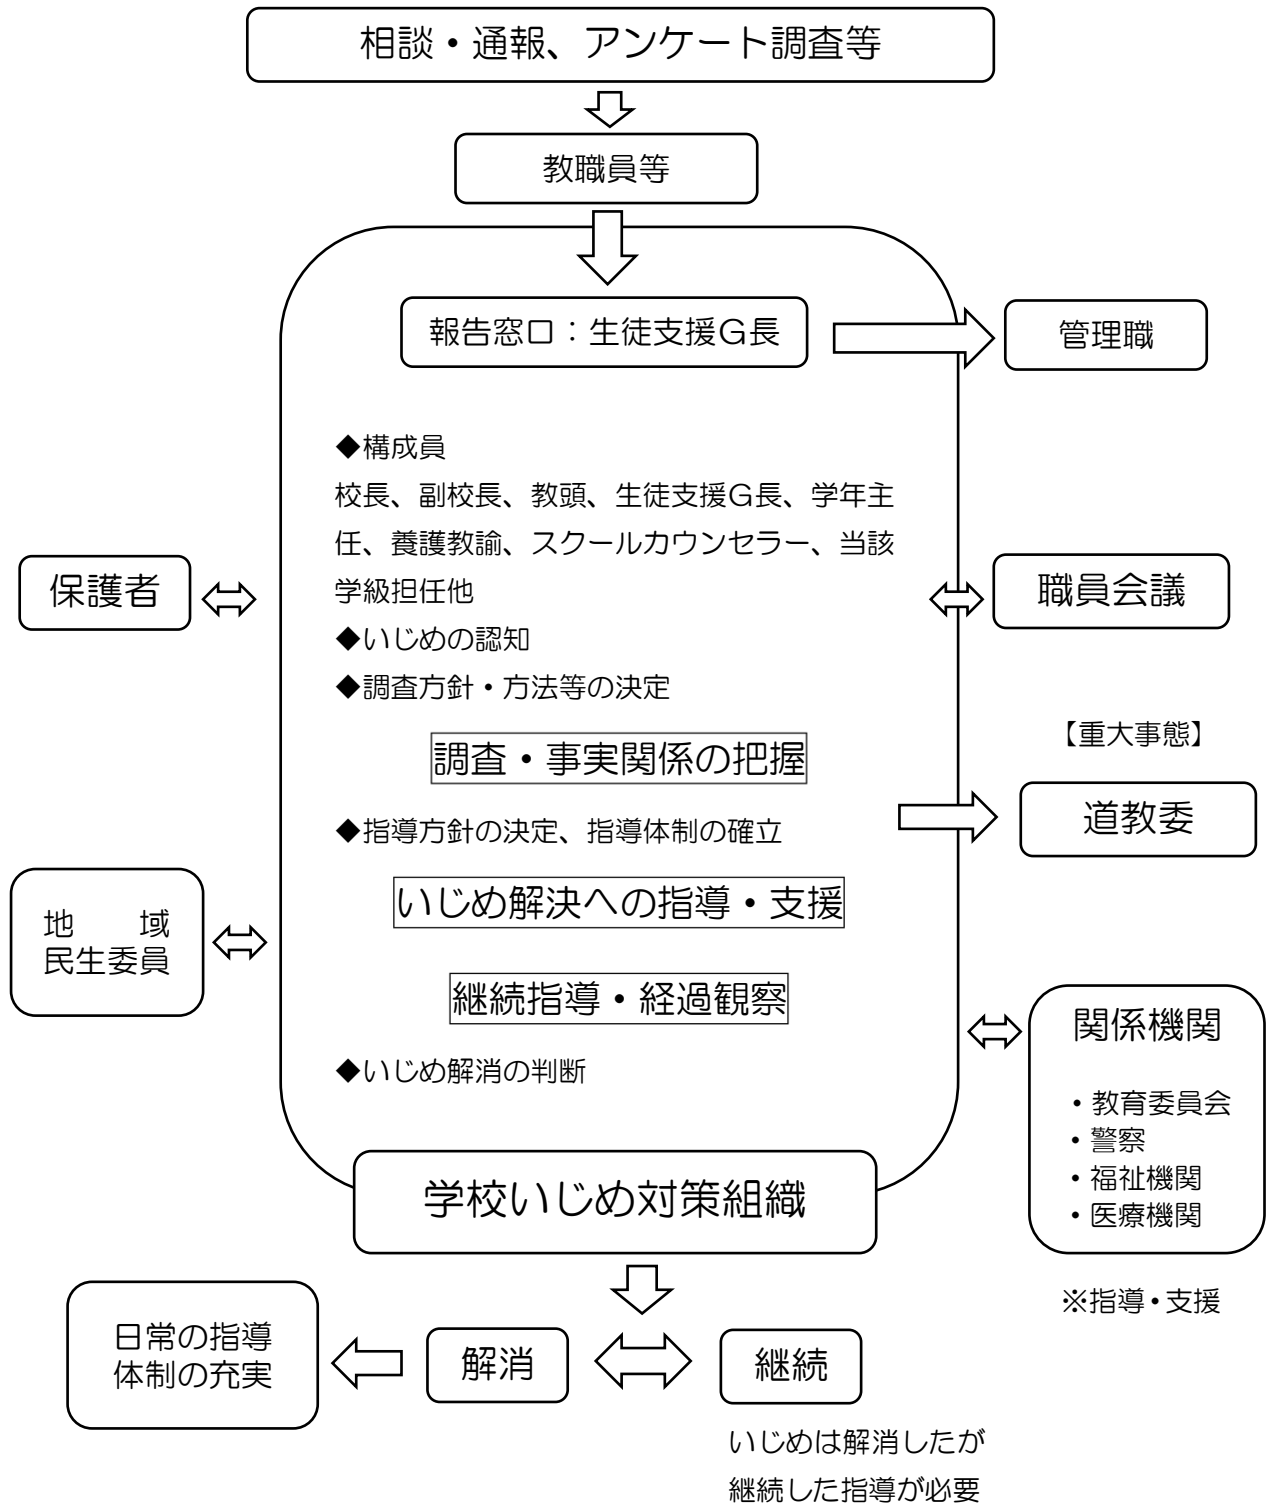 相談・通報、アンケート調査等
教職員等
報告窓口：生徒支援Ｇ長
管理職
◆構成員
校長、副校長、教頭、生徒支援Ｇ長、学年主
任、養護教諭、スクールカウンセラー、当該
学級担任他
◆いじめの認知
◆調査方針・方法等の決定
調査・事実関係の把握
◆指導方針の決定、指導体制の確立
いじめ解決への指導・支援
継続指導・経過観察
◆いじめ解消の判断
学校いじめ対策組織
保護者
地　　域
民生委員
職員会議
【重大事態】
道教委
関係機関
・教育委員会
・警察
・福祉機関
・医療機関
※指導・支援
日常の指導
体制の充実
解消
継続
いじめは解消したが
継続した指導が必要